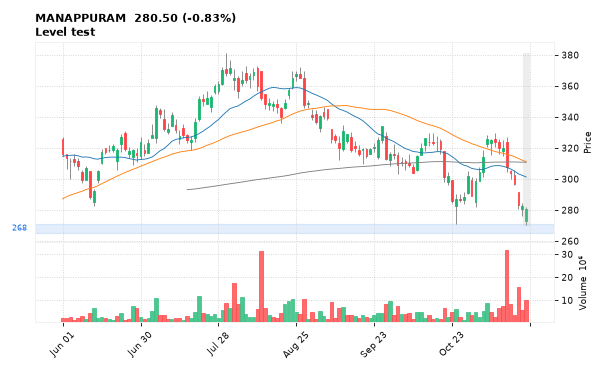 MANAPPURAM 280.50 (-0.83%)
Level test
380
360
340
320
300
280
260
Price
268
30
20
10
Volume 10⁶
Jun 01
Jun 30
Jul 28
Aug 25
Sep 23
Oct 23